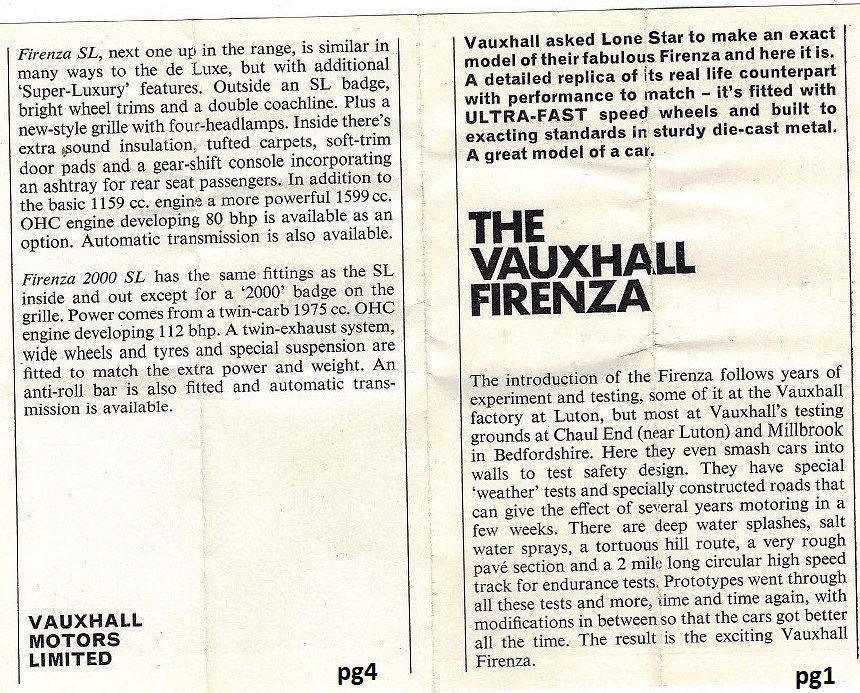 Firenza SL, next one up in the range, is similar in
many ways to the de Luxe, but with additional
‘Super-Luxury’ features. Outside an SL badge,
bright wheel trims and a double coachline. Plus a
new-style grille with four-headlamps. Inside there’s
extra sound insulation, tufted carpets, soft-trim
door pads and a gear-shift console incorporating
an ashtray for rear seat passengers. In addition to
the basic 1159 cc. engine a more powerful 1599 cc.
OHC engine developing 80 bhp is available as an
option. Automatic transmission is also available.
Firenza 2000 SL has the same fittings as the SL
inside and out except for a ‘2000’ badge on the
grille. Power comes from a twin-carb 1975 cc. OHC
engine developing 112 bhp. A twin-exhaust system,
wide wheels and tyres and special suspension are
fitted to match the extra power and weight. An
anti-roll bar is also fitted and automatic trans-
mission is available.
VAUXHALL
MOTORS
LIMITED
pg4
Vauxhall asked Lone Star to make an exact
model of their fabulous Firenza and here it is.
A detailed replica of its real life counterpart
with performance to match – it’s fitted with
ULTRA-FAST speed wheels and built to
exacting standards in sturdy die-cast metal.
A great model of a car.
THE
VAUXHALL
FIRENZA
The introduction of the Firenza follows years of
experiment and testing, some of it at the Vauxhall
factory at Luton, but most at Vauxhall’s testing
grounds at Chaul End (near Luton) and Millbrook
in Bedfordshire. Here they even smash cars into
walls to test safety design. They have special
‘weather’ tests and specially constructed roads that
can give the effect of several years motoring in a
few weeks. There are deep water splashes, salt
water sprays, a tortuous hill route, a very rough
pavé section and a 2 mile long circular high speed
track for endurance tests. Prototypes went through
all these tests and more, time and time again, with
modifications in between so that the cars got better
all the time. The result is the exciting Vauxhall
Firenza.
pg1